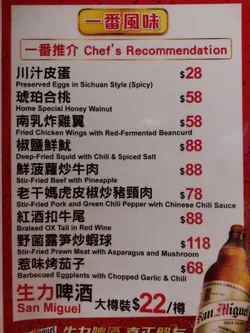 一番風味
一番推介 Chef's Recommendation
川汁皮蛋 $28
Preserved Eggs in Sichuan Style (Spicy)
琥珀合桃 $58
Home Special Honey Walnut
南乳炸雞翼 $58
Fried Chicken Wings with Red-Fermented Beancurd
椒鹽鮮魷 $88
Deep-Fried Squid with Chili & Spiced Salt
鮮菠蘿炒牛肉 $88
Stir-Fried Beef with Pineapple
老干媽虎皮椒炒豬頸肉 $78
Stir-Fried Pork and Green Chili Pepper with Chinese Chili Sauce
紅酒扣牛尾 $88
Braised OX Tail in Red Wine
野菌露筍炒蝦球 $118
Stir-Fried Prawn with Asparagus and Mushroom
惹味烤茄子 $68
Barbecued Eggplants with Chopped Garlic & Chili
生力啤酒 大樽裝 $22/樽
San Miguel
San Miguel
生力啤酒